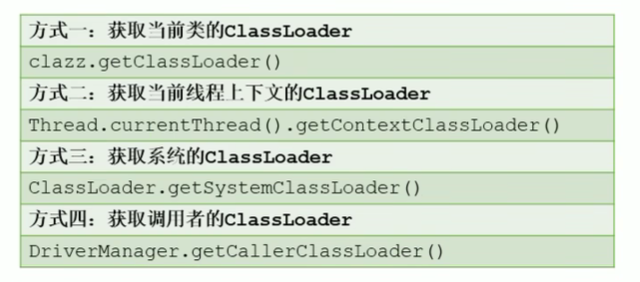 方式一：获取当前类的ClassLoader
clazz.getClassLoader()
方式二：获取当前线程上下文的ClassLoader
Thread.currentThread().getContextClassLoader()
方式三：获取系统的ClassLoader
ClassLoader.getSystemClassLoader()
方式四：获取调用者的ClassLoader
DriverManager.getCallerClassLoader()